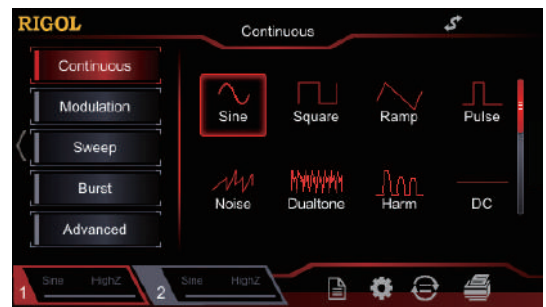 RIGOL
Continuous
Continuous
Modulation
Sweep
Burst
Advanced
Sine Square Ramp Pulse
Noise Dualtone Harm DC
1 Sine HighZ 2 Sine HighZ